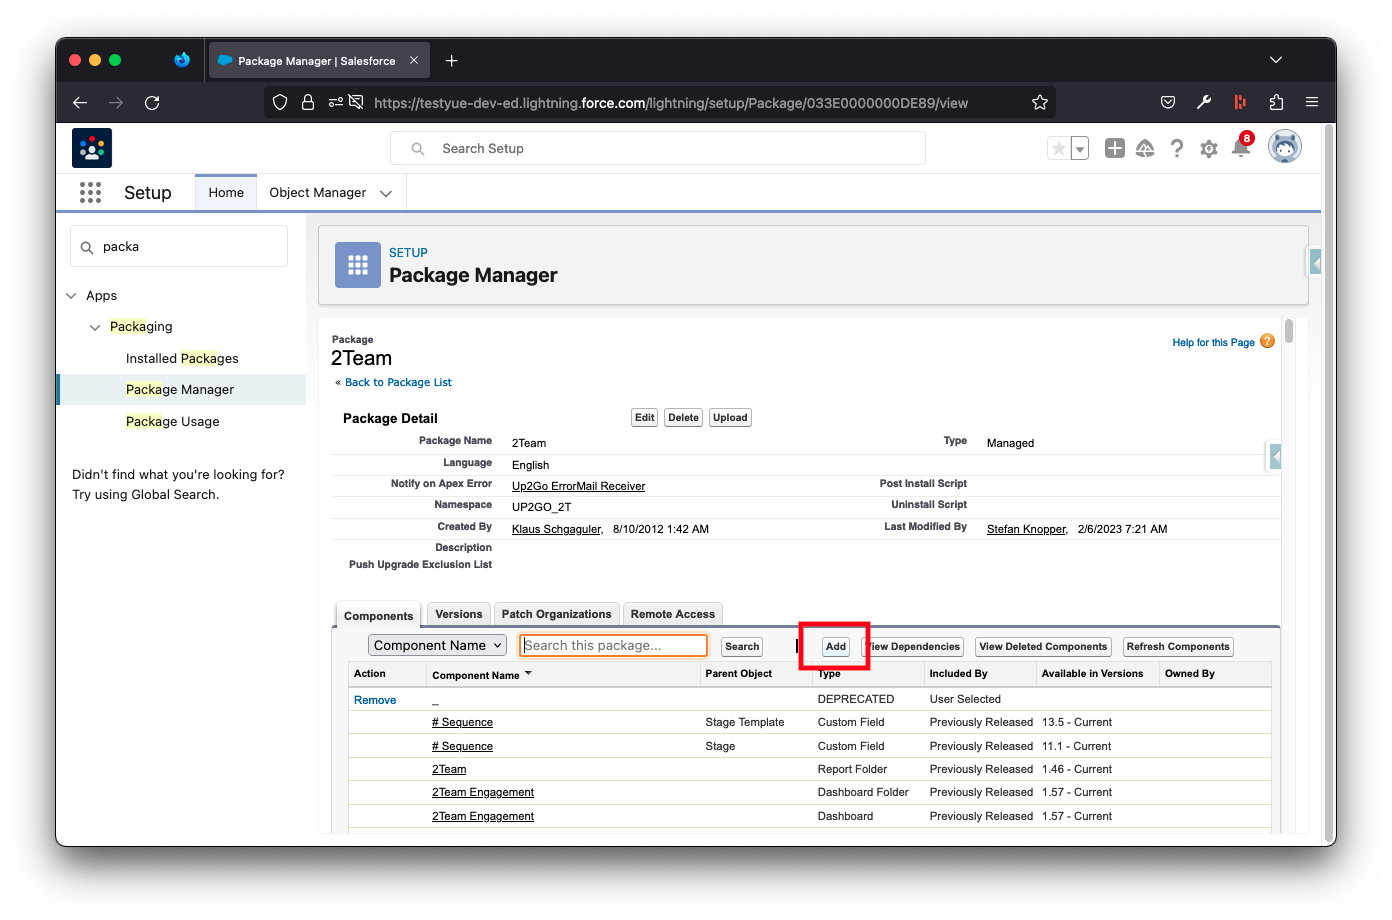 Package Manager | Salesforce
https://testyue-dev-ed.lightning.force.com/lightning/setup/Package/033E0000000DE89/view
Search Setup
8
Setup Home Object Manager
packa
Apps
Packaging
Installed Packages
Package Manager
Package Usage
Didn't find what you're looking for?
Try using Global Search.
SETUP
Package Manager
Package
2Team
Help for this Page ?
« Back to Package List
Package Detail Edit Delete Upload
Package Name 2Team Type Managed
Language English
Notify on Apex Error Up2Go ErrorMail Receiver Post Install Script
Namespace UP2GO_2T Uninstall Script
Created By Klaus Schgaguler, 8/10/2012 1:42 AM Last Modified By Stefan Knopper, 2/6/2023 7:21 AM
Description
Push Upgrade Exclusion List
Components Versions Patch Organizations Remote Access
Component Name Search this package... Search Add View Dependencies View Deleted Components Refresh Components
Action Component Name Parent Object Type Included By Available in Versions Owned By
Remove _ DEPRECATED User Selected
# Sequence Stage Template Custom Field Previously Released 13.5 - Current
# Sequence Stage Custom Field Previously Released 11.1 - Current
2Team Report Folder Previously Released 1.46 - Current
2Team Engagement Dashboard Folder Previously Released 1.57 - Current
2Team Engagement Dashboard Previously Released 1.57 - Current